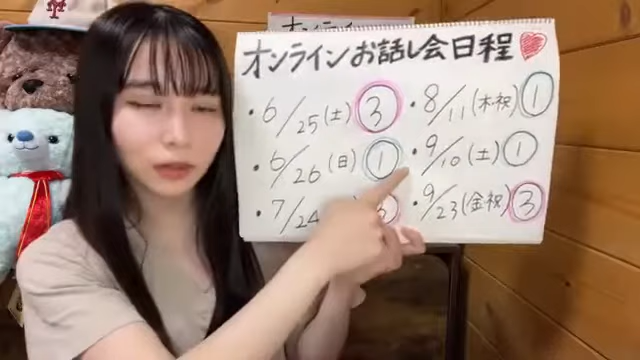 オンラインお話し会日程
・6/25(土) ③
・6/26(日) ①
・7/24
・8/11(木祝) ①
・9/10(土) ①
・9/23(金祝) ③